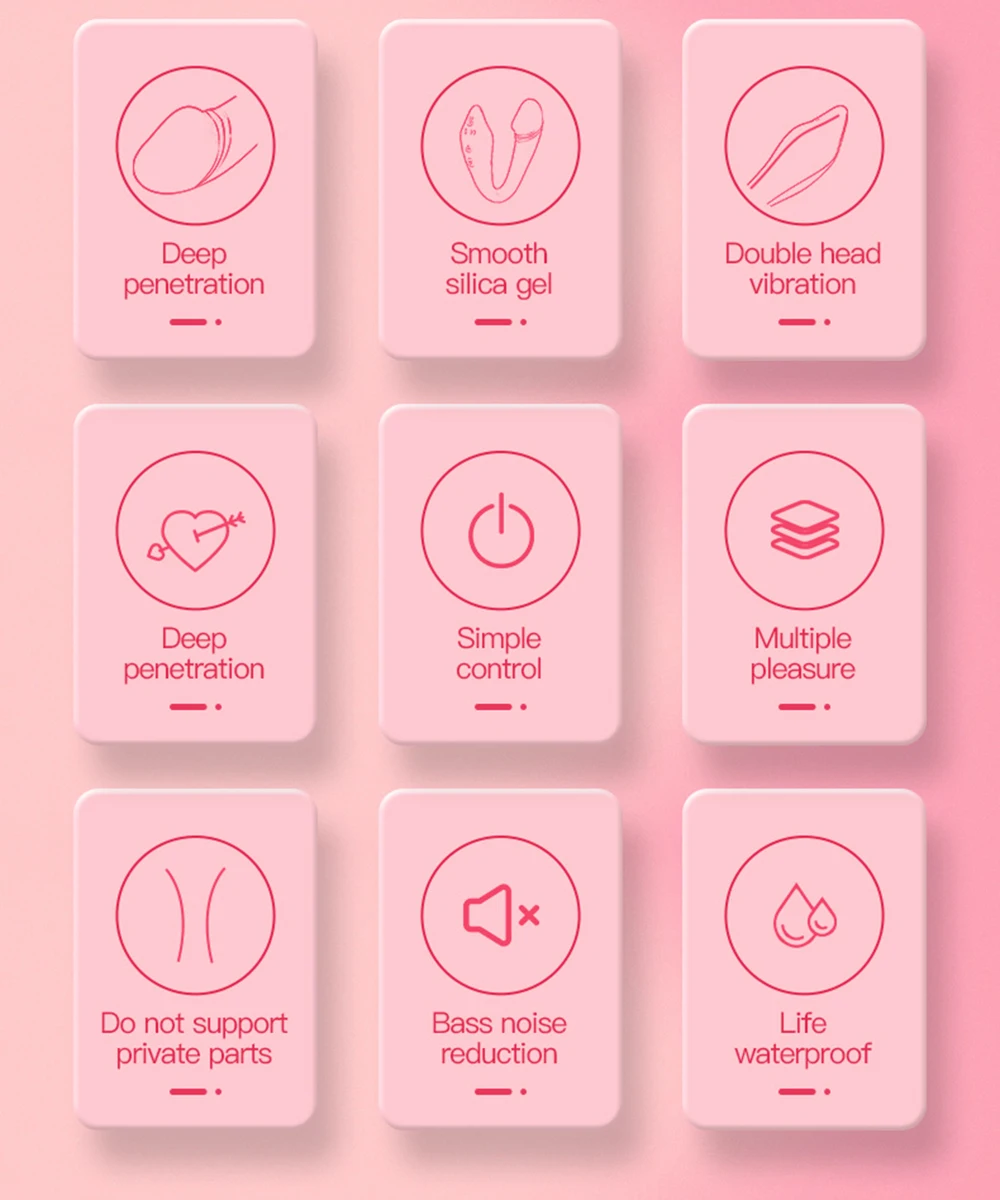 Deep
penetration
Smooth
silica gel
Double head
vibration
Deep
penetration
Simple
control
Multiple
pleasure
Do not support
private parts
Bass noise
reduction
Life
waterproof